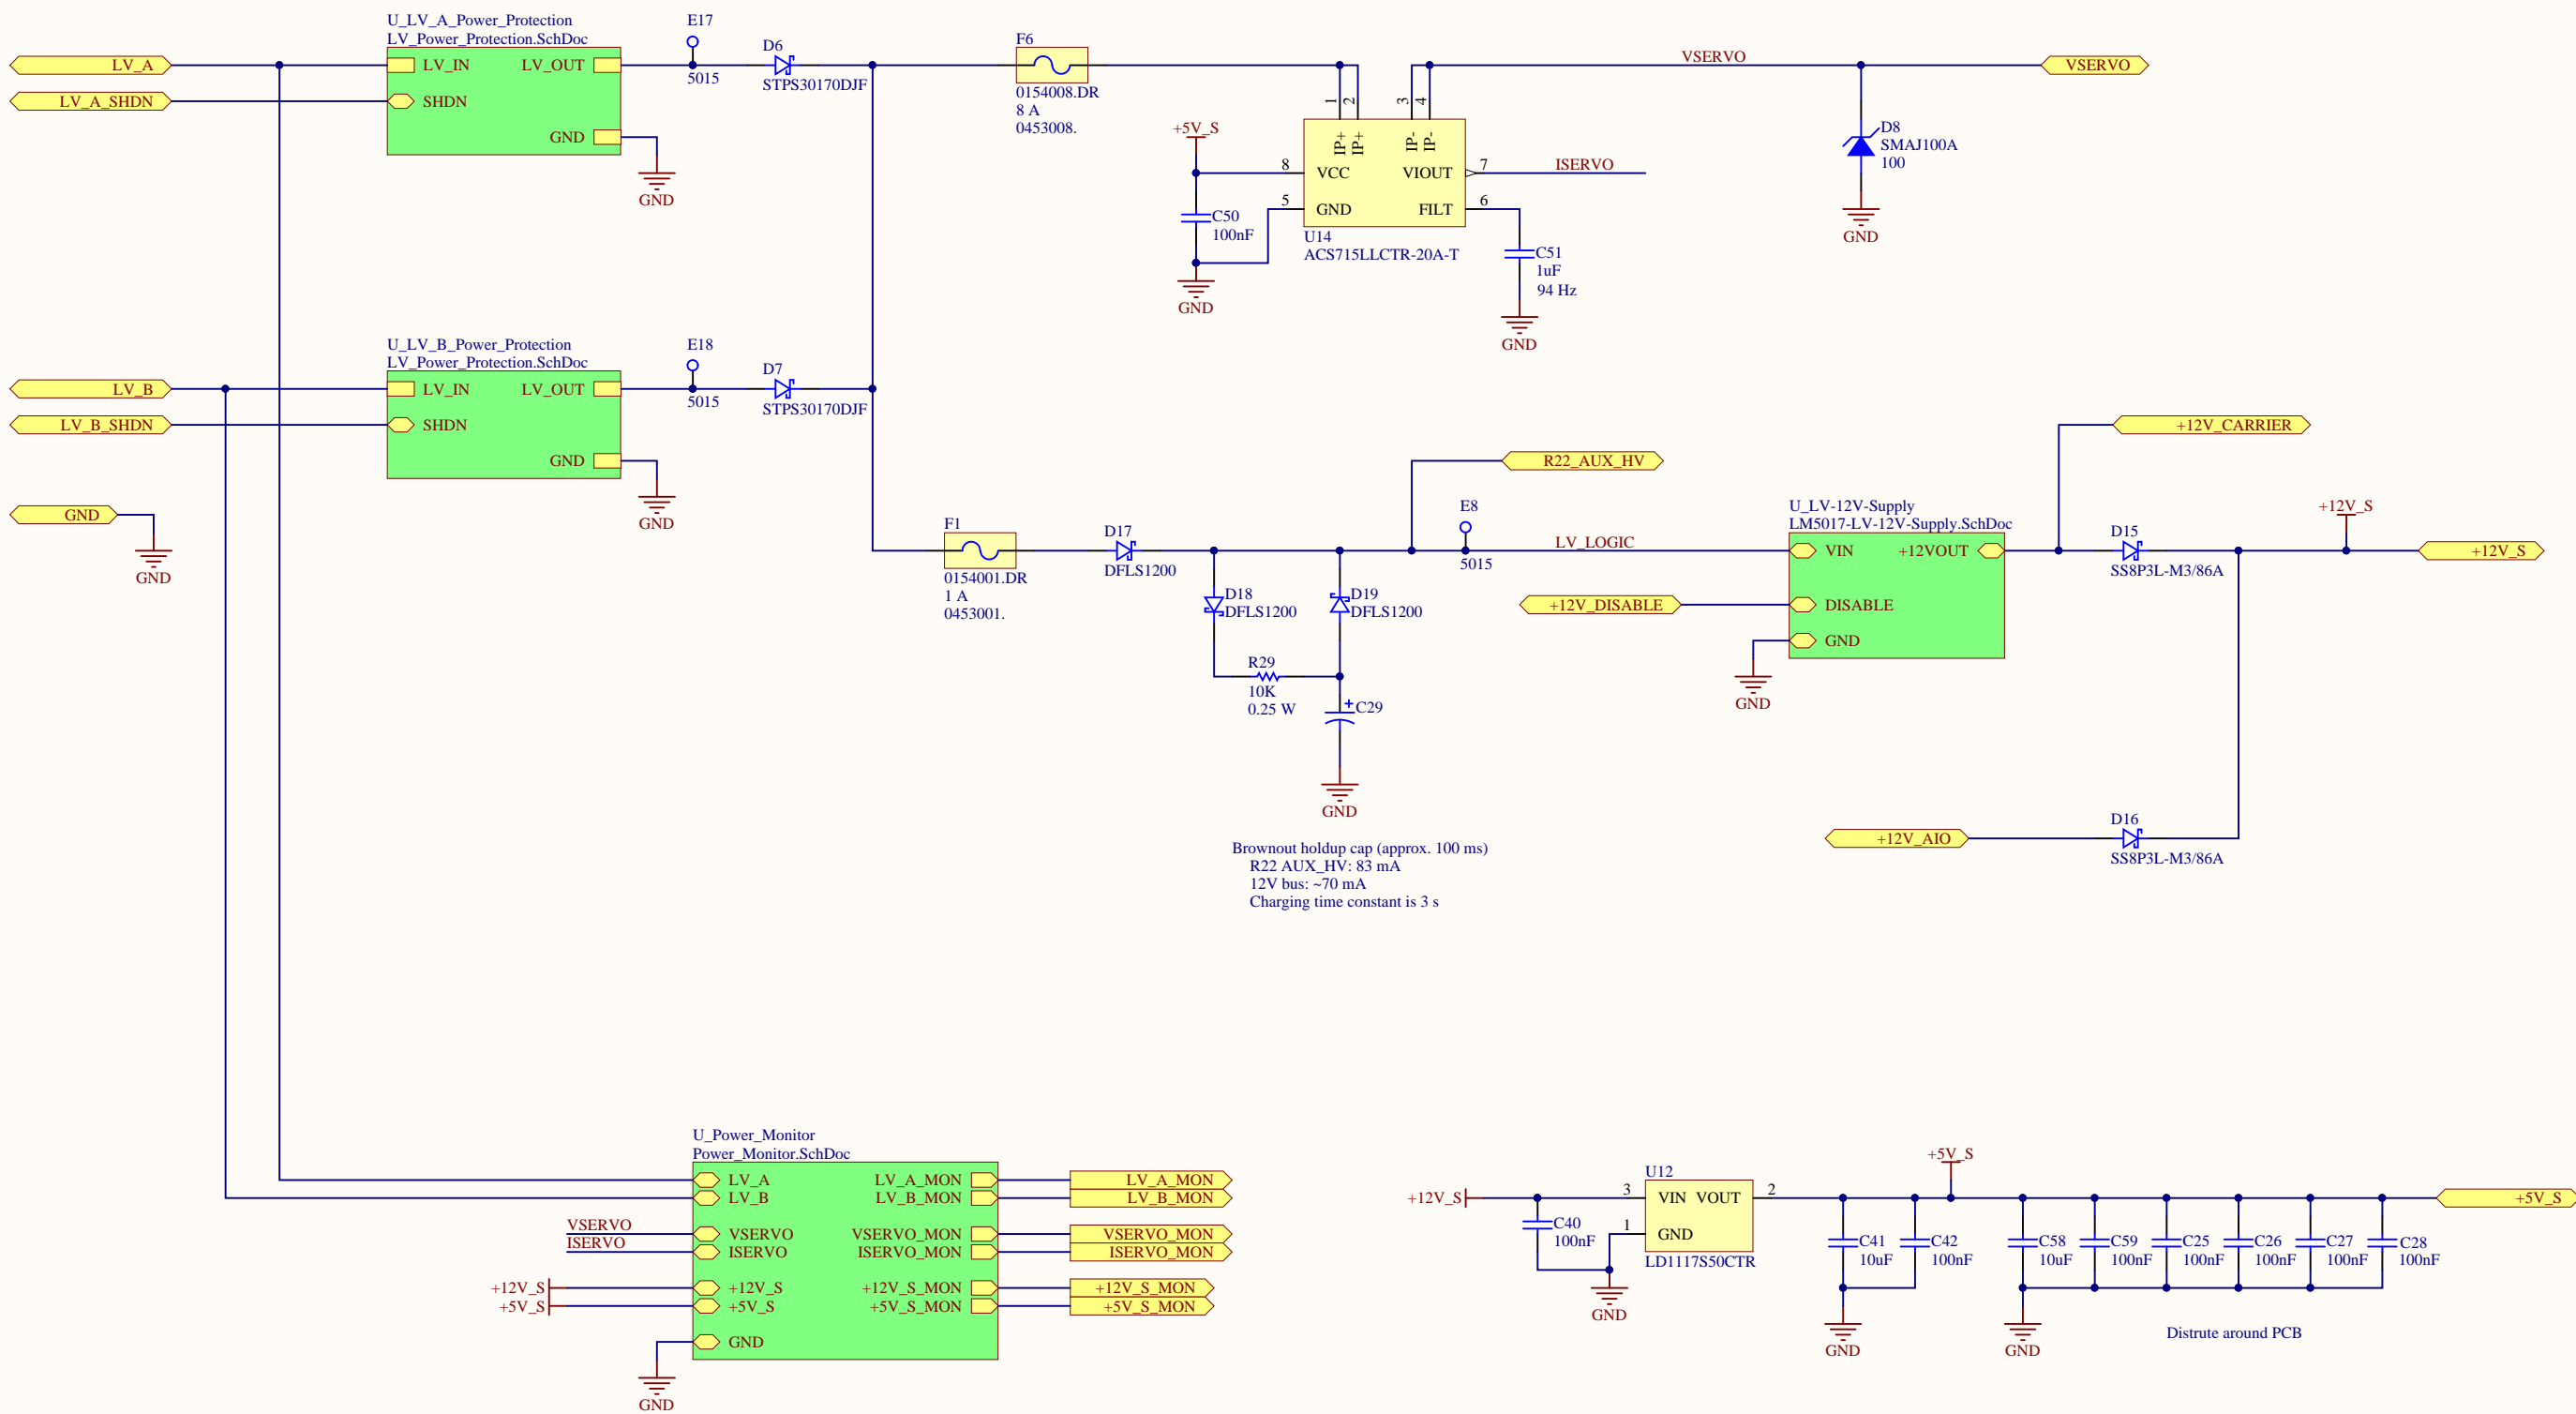 U_LV_A_Power_Protection
LV_Power_Protection.SchDoc
LV_A
LV_A_SHDN
LV_IN
LV_OUT
SHDN
GND
GND
E17
5015
D6
STPS30170DJF
F6
0154008.DR
8 A
0453008.
+5V_S
C50
100nF
GND
1
2
3
4
IP+
IP+
IP-
IP-
8
VCC
VIOUT
7
5
GND
FILT
6
U14
ACS715LLCTR-20A-T
ISERVO
C51
1uF
94 Hz
GND
VSERVO
VSERVO
D8
SMAJ100A
100
GND
U_LV_B_Power_Protection
LV_Power_Protection.SchDoc
LV_B
LV_B_SHDN
LV_IN
LV_OUT
SHDN
GND
GND
E18
5015
D7
STPS30170DJF
GND
GND
F1
0154001.DR
1 A
0453001.
D17
DFLS1200
D18
DFLS1200
D19
DFLS1200
R29
10K
0.25 W
C29
GND
Brownout holdup cap (approx. 100 ms)
R22 AUX_HV: 83 mA
12V bus: ~70 mA
Charging time constant is 3 s
R22_AUX_HV
E8
5015
LV_LOGIC
+12V_DISABLE
U_LV-12V-Supply
LM5017-LV-12V-Supply.SchDoc
VIN
+12VOUT
DISABLE
GND
GND
+12V_CARRIER
D15
SS8P3L-M3/86A
+12V_S
+12V_S
+12V_AIO
D16
SS8P3L-M3/86A
U_Power_Monitor
Power_Monitor.SchDoc
LV_A
LV_A_MON
LV_A_MON
LV_B
LV_B_MON
LV_B_MON
VSERVO
VSERVO
VSERVO_MON
VSERVO_MON
ISERVO
ISERVO
ISERVO_MON
ISERVO_MON
+12V_S
+12V_S
+12V_S_MON
+12V_S_MON
+5V_S
+5V_S
+5V_S_MON
+5V_S_MON
GND
GND
+12V_S
C40
100nF
U12
3
VIN
VOUT
2
1
GND
LD1117S50CTR
GND
+5V_S
+5V_S
C41
10uF
C42
100nF
C58
10uF
C59
100nF
C25
100nF
C26
100nF
C27
100nF
C28
100nF
GND
GND
Distrute around PCB